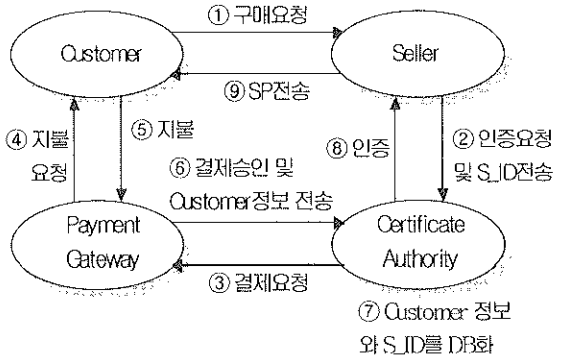 ① 구매요청
Customer
Seller
⑨ SP전송
④ 지불
요청
⑤ 지불
⑥ 결제승인 및
Customer정보 전송
⑧ 인증
② 인증요청
및 S_ID전송
Payment
Gateway
Certificate
Authority
③ 결제요청
⑦ Customer 정보
와 S_ID를 DB화